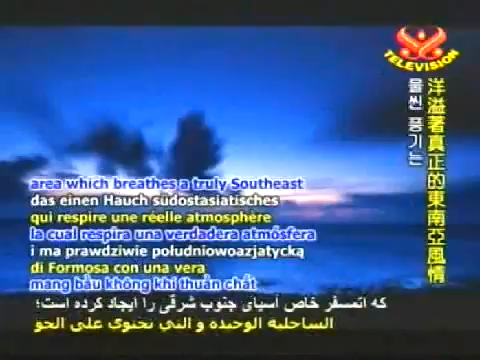 TELEVISION
洋溢著真正的東南亞風情
물씬 풍기는
area which breathes a truly Southeast
das einen Hauch südostasiatisches
qui respire une réelle atmosphère
la cual respira una verdadera atmósfera
i ma prawdziwie południowoazjatycką
di Formosa con una vera
mang bầu không khí thuần chất
که اتمسفر خاص آسیای جنوب شرقی را ایجاد کرده است؛
الساحلية الوحيدة و التي تحتوي على الجو